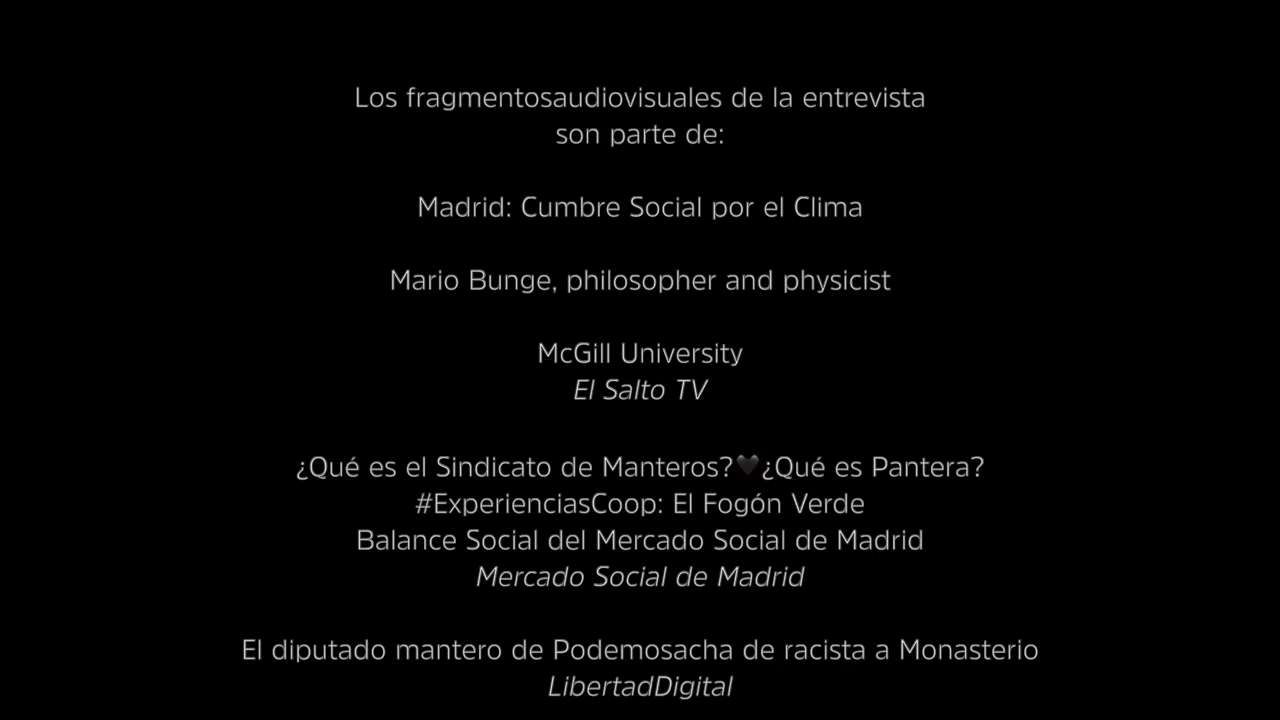 Los fragmentosaudiovisuales de la entrevista
son parte de:
Madrid: Cumbre Social por el Clima
Mario Bunge, philosopher and physicist
McGill University
El Salto TV
¿Qué es el Sindicato de Manteros?🖤¿Qué es Pantera?
#ExperienciasCoop: El Fogón Verde
Balance Social del Mercado Social de Madrid
Mercado Social de Madrid
El diputado mantero de Podemosacha de racista a Monasterio
LibertadDigital